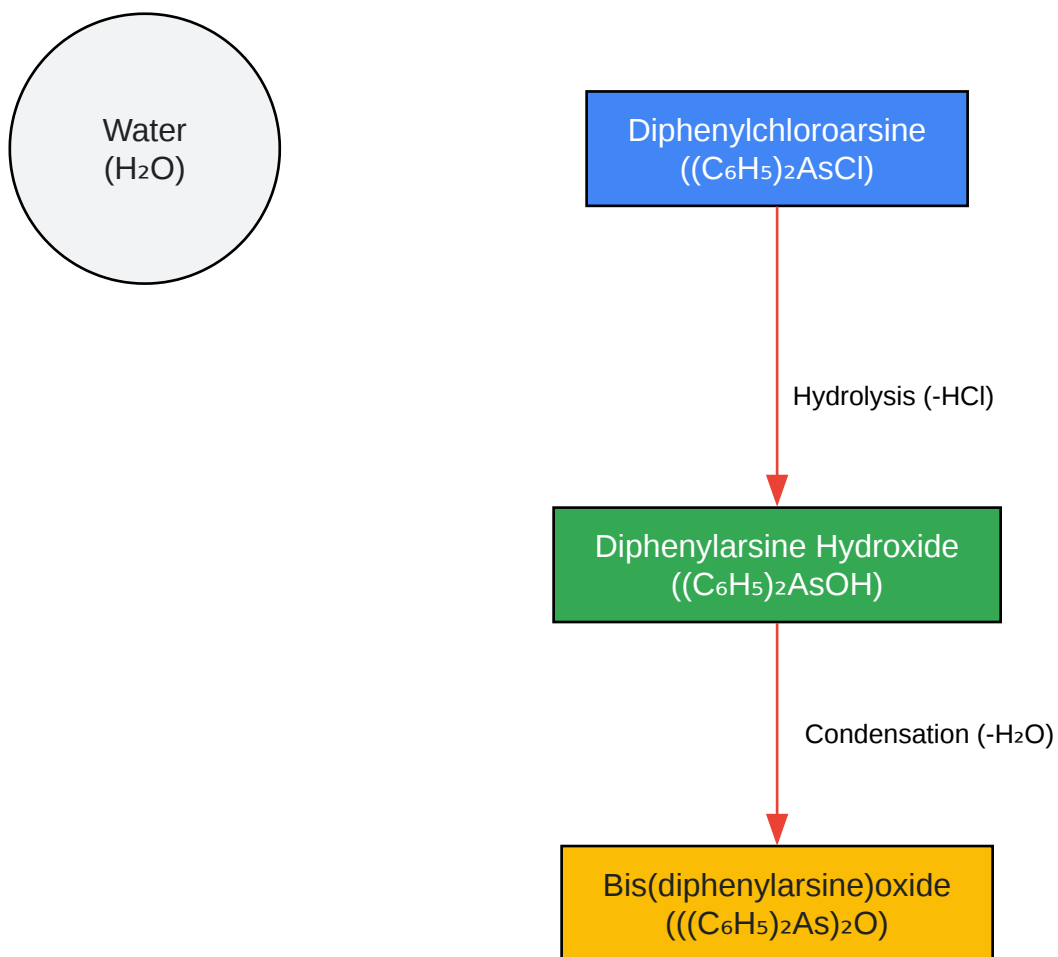 Water
(H₂O)
Diphenylchloroarsine
((C₆H₅)₂AsCl)
Hydrolysis (-HCl)
Diphenylarsine Hydroxide
((C₆H₅)₂AsOH)
Condensation (-H₂O)
Bis(diphenylarsine)oxide
(((C₆H₅)₂As)₂O)